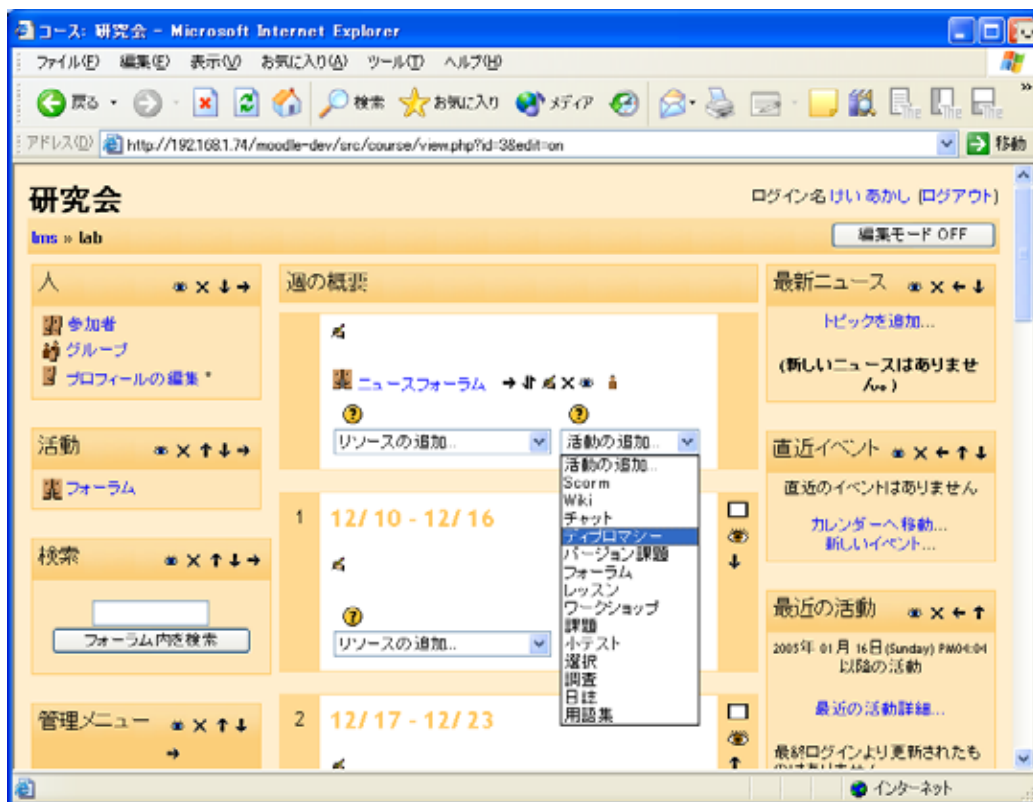 コース: 研究会 - Microsoft Internet Explorer
ファイル(F) 編集(E) 表示(V) お気に入り(A) ツール(T) ヘルプ(H)
戻る 検索 お気に入り メディア
アドレス(D) http://192.168.1.74/moodle-dev/src/course/view.php?id=3&edit=on 移動
研究会
ログイン名 けい あかし (ログアウト)
lms » lab
編集モード OFF
人
参加者
グループ
プロフィールの編集 *
活動
フォーラム
検索
フォーラム内を検索
管理メニュー
週の概要
ニュースフォーラム
リソースの追加... 活動の追加...
活動の追加...
Scorm
Wiki
チャット
ディプロマシー
バージョン課題
フォーラム
レッスン
ワークショップ
課題
小テスト
選択
調査
日誌
用語集
1 12/10 - 12/16
リソースの追加...
2 12/17 - 12/23
最新ニュース
トピックを追加...
(新しいニュースはありませ
ん。)
直近イベント
直近のイベントはありません
カレンダーへ移動...
新しいイベント...
最近の活動
2005年 01月 16日 (Sunday) PM04:04
以降の活動
最近の活動詳細...
最終ログインより更新されたも
のはありません
インターネット